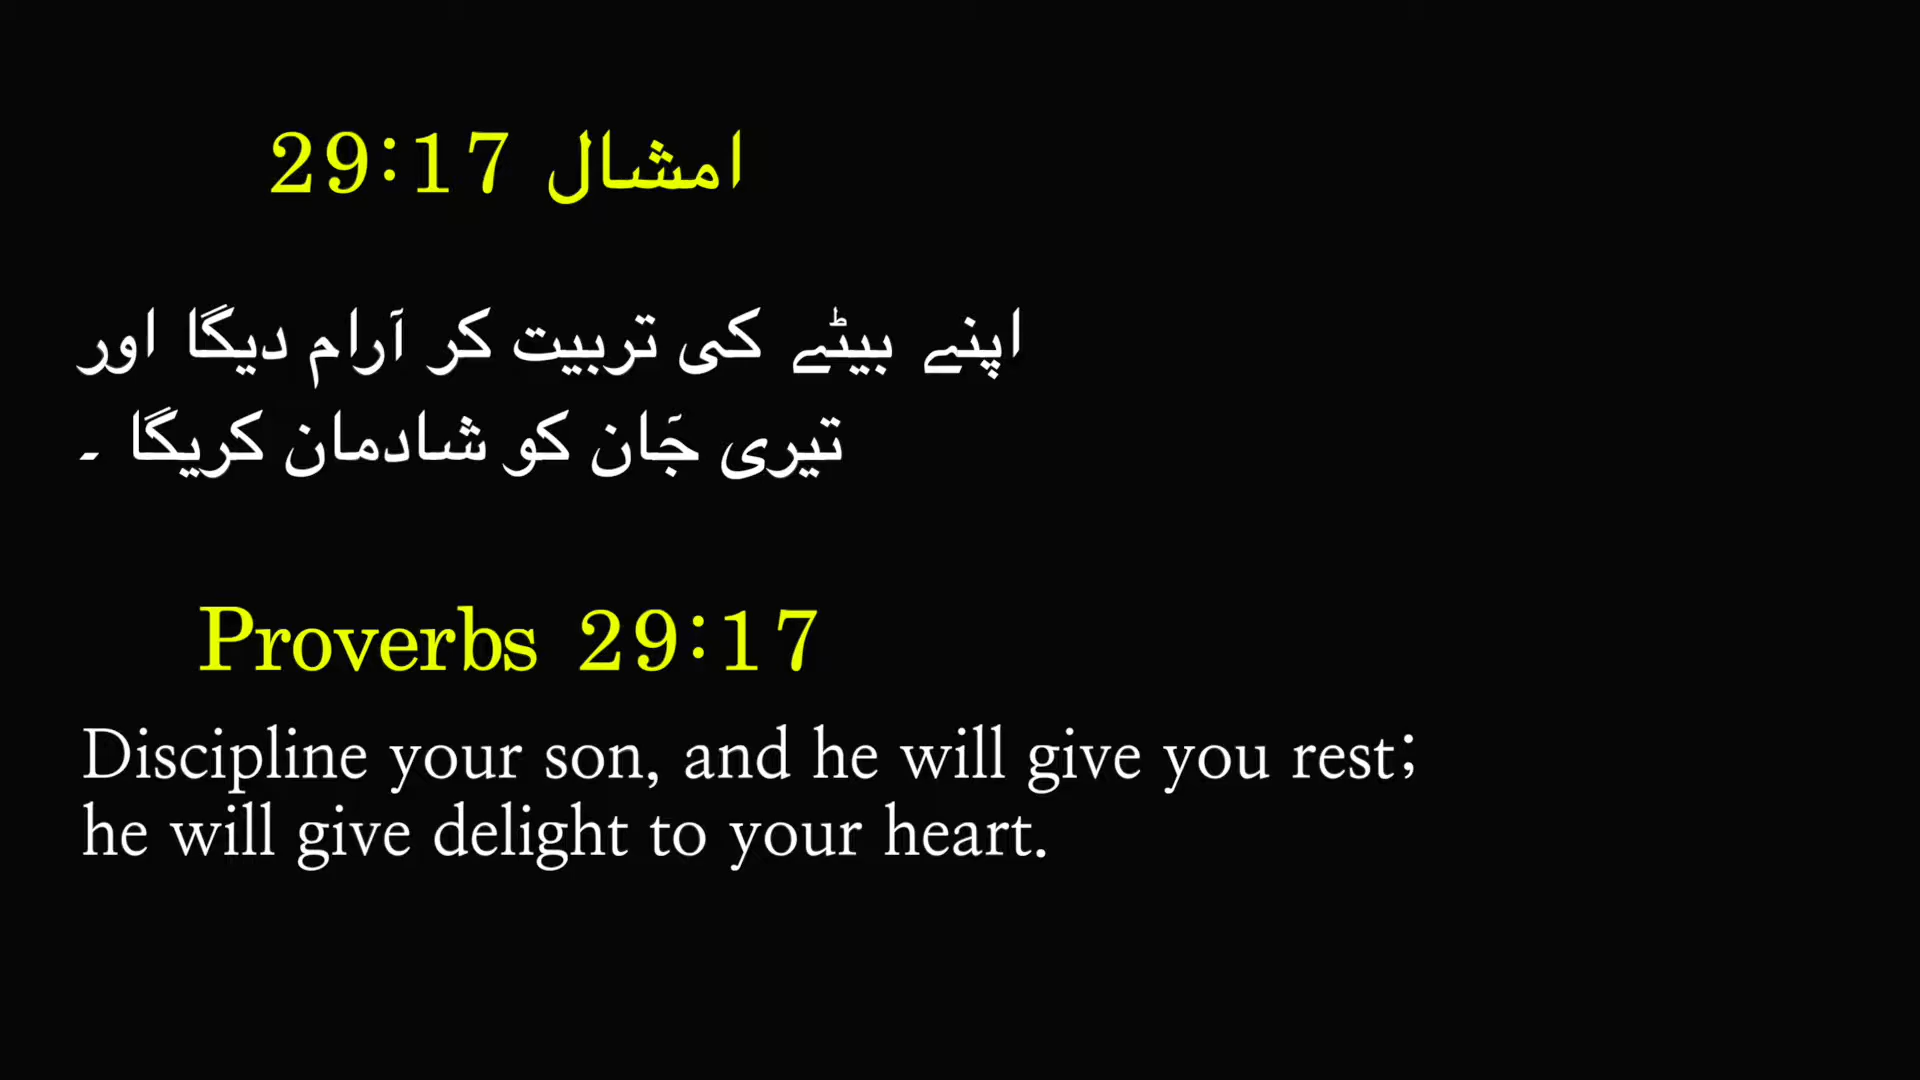 امشال 29:17
اپنے بیٹے کی تربیت کر آرام دیگا اور
تیری جَان کو شادمان کریگا ۔
Proverbs 29:17
Discipline your son, and he will give you rest;
he will give delight to your heart.